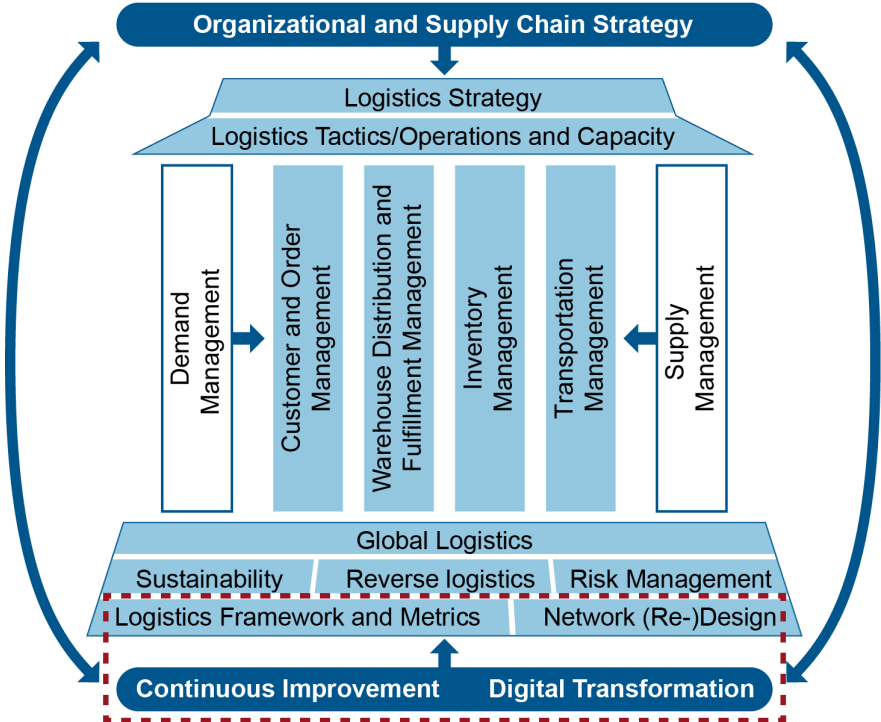 Organizational and Supply Chain Strategy
Logistics Strategy
Logistics Tactics/Operations and Capacity
Demand
Management
Customer and Order
Management
Warehouse Distribution and
Fulfillment Management
Inventory
Management
Transportation
Management
Supply
Management
Global Logistics
Sustainability
Reverse logistics
Risk Management
Logistics Framework and Metrics
Network (Re-)Design
Continuous Improvement
Digital Transformation